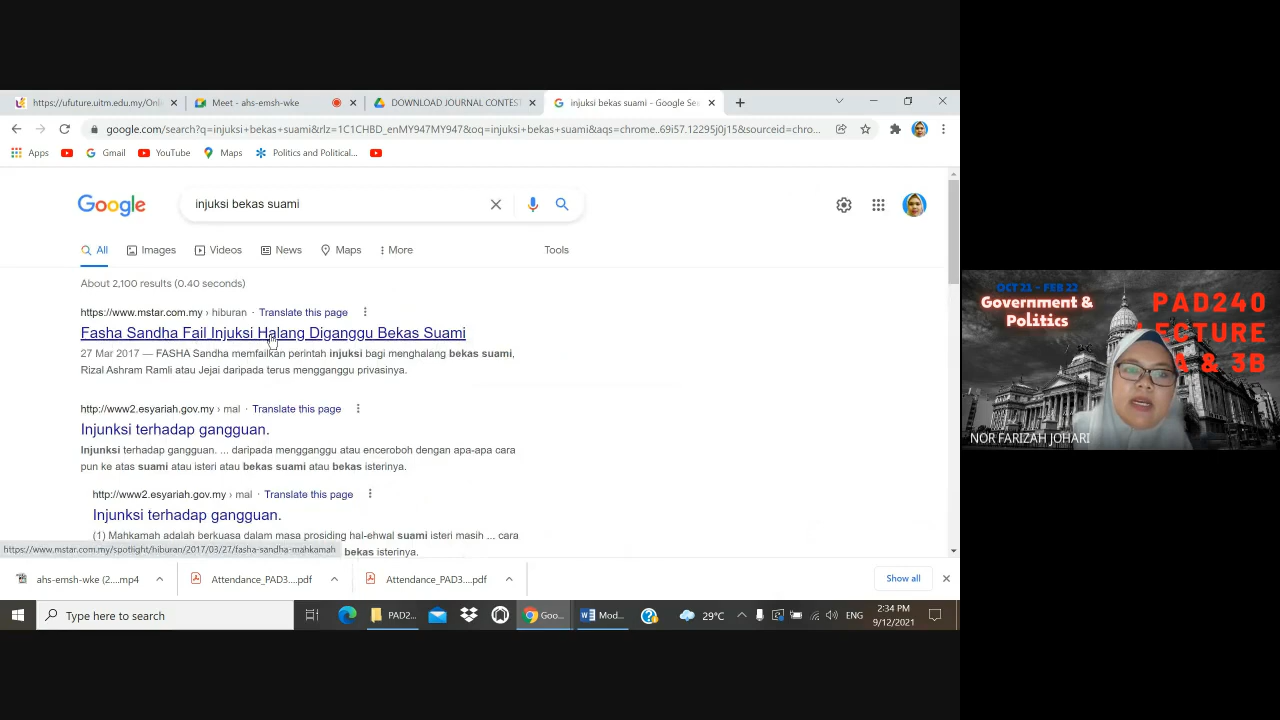 https://ufuture.uitm.edu.my/Onli
Meet - ahs-emsh-wke
DOWNLOAD JOURNAL CONTEST
injuksi bekas suami - Google Sea
google.com/search?q=injuksi+bekas+suami&rlz=1C1CHBD_enMY947MY947&oq=injuksi+bekas+suami&aqs=chrome..69i57.12295j0j15&sourceid=chro...
Apps
Gmail
YouTube
Maps
Politics and Political...
Google
injuksi bekas suami
All
Images
Videos
News
Maps
More
Tools
About 2,100 results (0.40 seconds)
https://www.mstar.com.my › hiburan
Translate this page
Fasha Sandha Fail Injuksi Halang Diganggu Bekas Suami
27 Mar 2017 — FASHA Sandha memfailkan perintah injuksi bagi menghalang bekas suami,
Rizal Ashram Ramli atau Jejai daripada terus mengganggu privasinya.
http://www2.esyariah.gov.my › mal
Translate this page
Injunksi terhadap gangguan.
Injunksi terhadap gangguan. ... daripada mengganggu atau enceroboh dengan apa-apa cara
pun ke atas suami atau isteri atau bekas suami atau bekas isterinya.
http://www2.esyariah.gov.my › mal
Translate this page
Injunksi terhadap gangguan.
(1) Mahkamah adalah berkuasa dalam masa prosiding hal-ehwal suami isteri masih ... cara
bekas isterinya.
https://www.mstar.com.my/spotlight/hiburan/2017/03/27/fasha-sandha-mahkamah
ahs-emsh-wke (2....mp4
Attendance_PAD3....pdf
Attendance_PAD3....pdf
Show all
Type here to search
PAD2...
Goo...
Mod...
29°C
ENG
2:34 PM
9/12/2021
OCT 21 - FEB 22
Government &
Politics
PAD240
LECTURE
A & 3B
NOR FARIZAH JOHARI